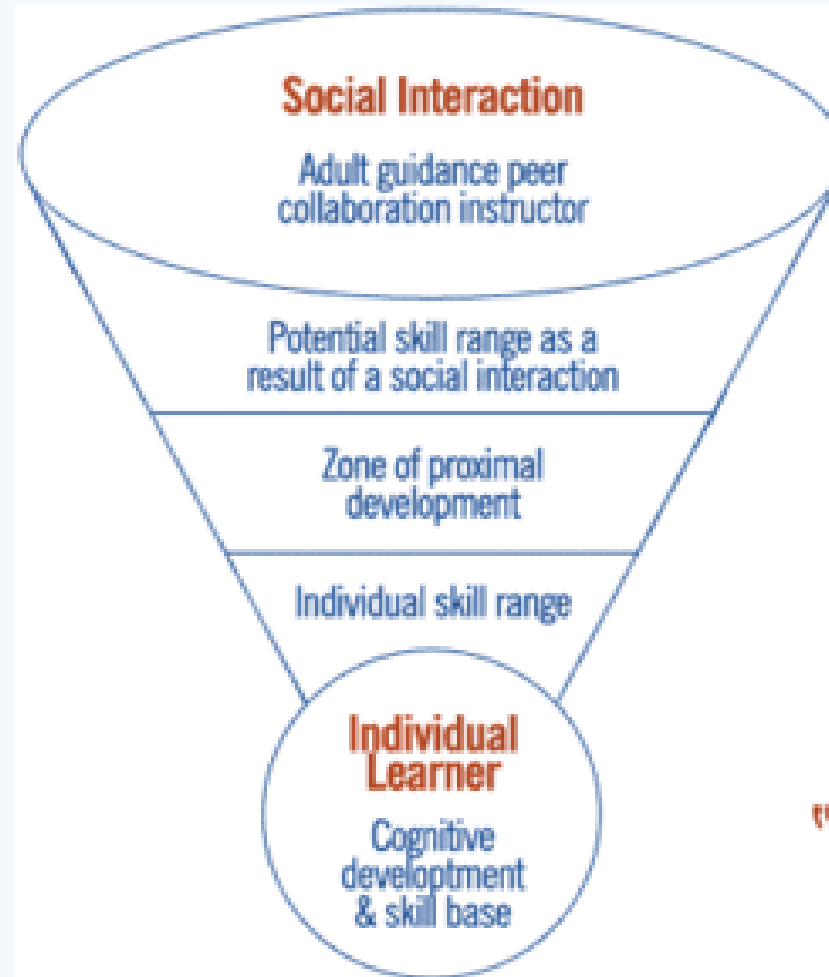 Social Interaction
Adult guidance peer
collaboration instructor
Potential skill range as a
result of a social interaction
Zone of proximal
development
Individual skill range
Individual
Learner
Cognitive
developtment
& skill base